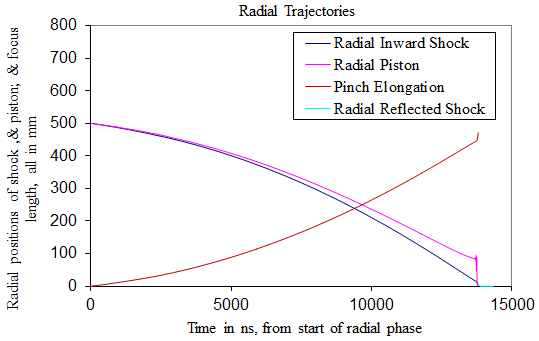 Radial Trajectories
Radial positions of shock ,& piston; & focus
length, all in mm
800
700
600
500
400
300
200
100
0
Radial Inward Shock
Radial Piston
Pinch Elongation
Radial Reflected Shock
0
5000
10000
15000
Time in ns, from start of radial phase